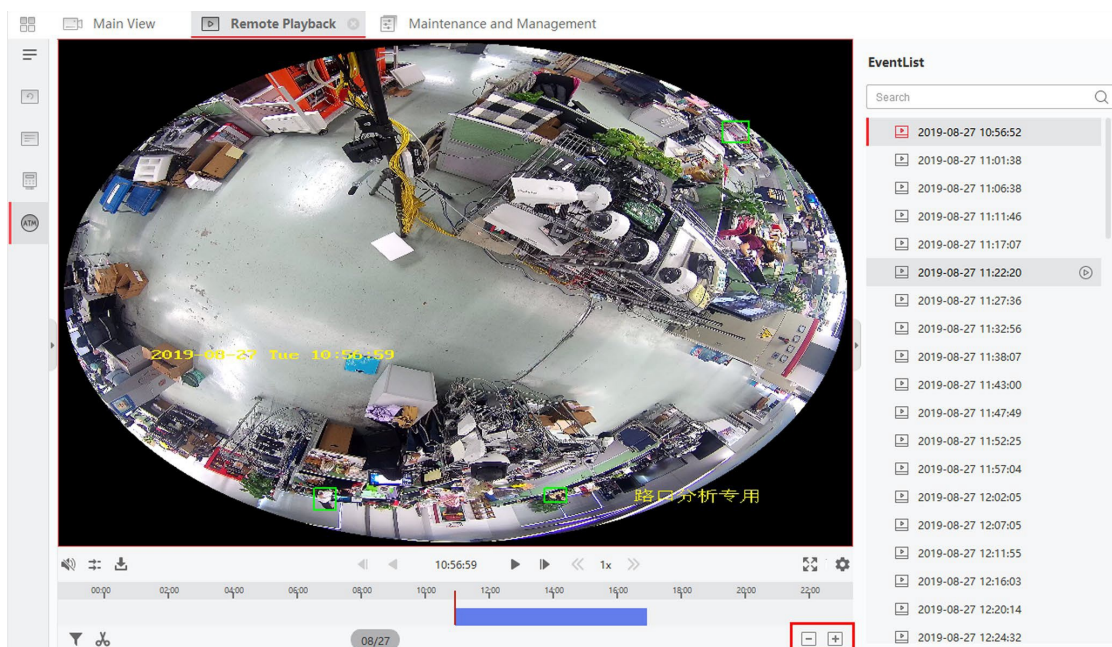 Main View
Remote Playback
Maintenance and Management
ATM
2019-08-27 Tue 10:56:59
路口分析专用
10:56:59
1x
00:00 02:00 04:00 06:00 08:00 10:00 12:00 14:00 16:00 18:00 20:00 22:00
08/27
EventList
Search
2019-08-27 10:56:52
2019-08-27 11:01:38
2019-08-27 11:06:38
2019-08-27 11:11:46
2019-08-27 11:17:07
2019-08-27 11:22:20
2019-08-27 11:27:36
2019-08-27 11:32:56
2019-08-27 11:38:07
2019-08-27 11:43:00
2019-08-27 11:47:49
2019-08-27 11:52:25
2019-08-27 11:57:04
2019-08-27 12:02:05
2019-08-27 12:07:05
2019-08-27 12:11:55
2019-08-27 12:16:03
2019-08-27 12:20:14
2019-08-27 12:24:32